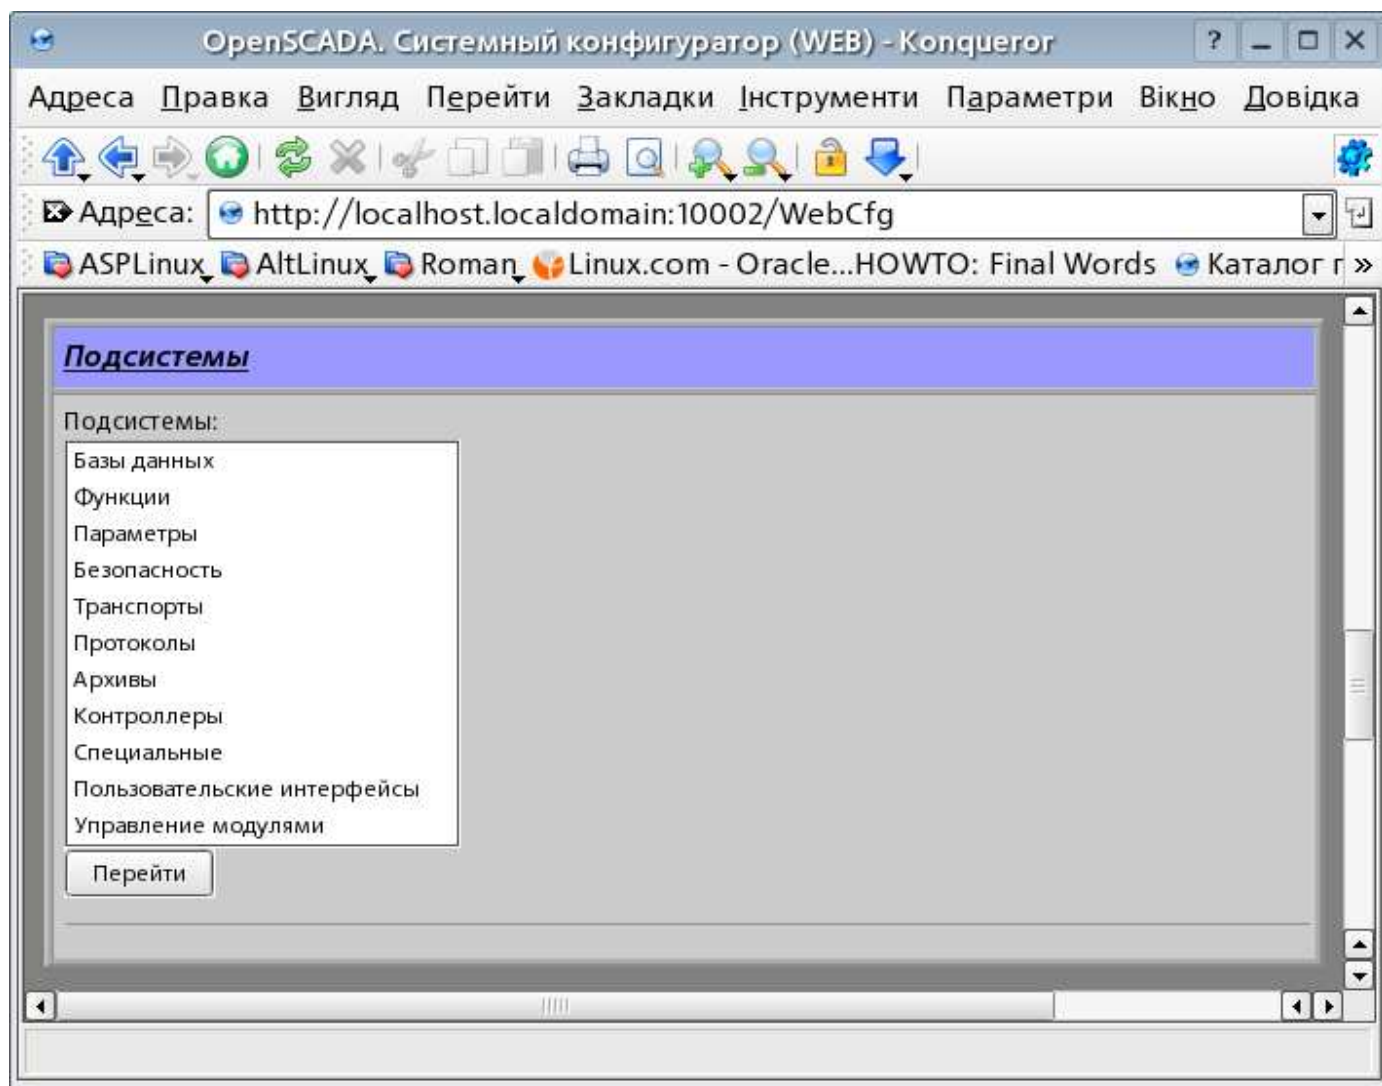 OpenSCADA. Системный конфигуратор (WEB) - Konqueror
Адреса Правка Вигляд Перейти Закладки Інструменти Параметри Вікно Довідка
Адреса: http://localhost.localdomain:10002/WebCfg
ASPLinux AltLinux Roman Linux.com - Oracle...HOWTO: Final Words Каталог г »
Подсистемы
Подсистемы:
Базы данных
Функции
Параметры
Безопасность
Транспорты
Протоколы
Архивы
Контроллеры
Специальные
Пользовательские интерфейсы
Управление модулями
Перейти